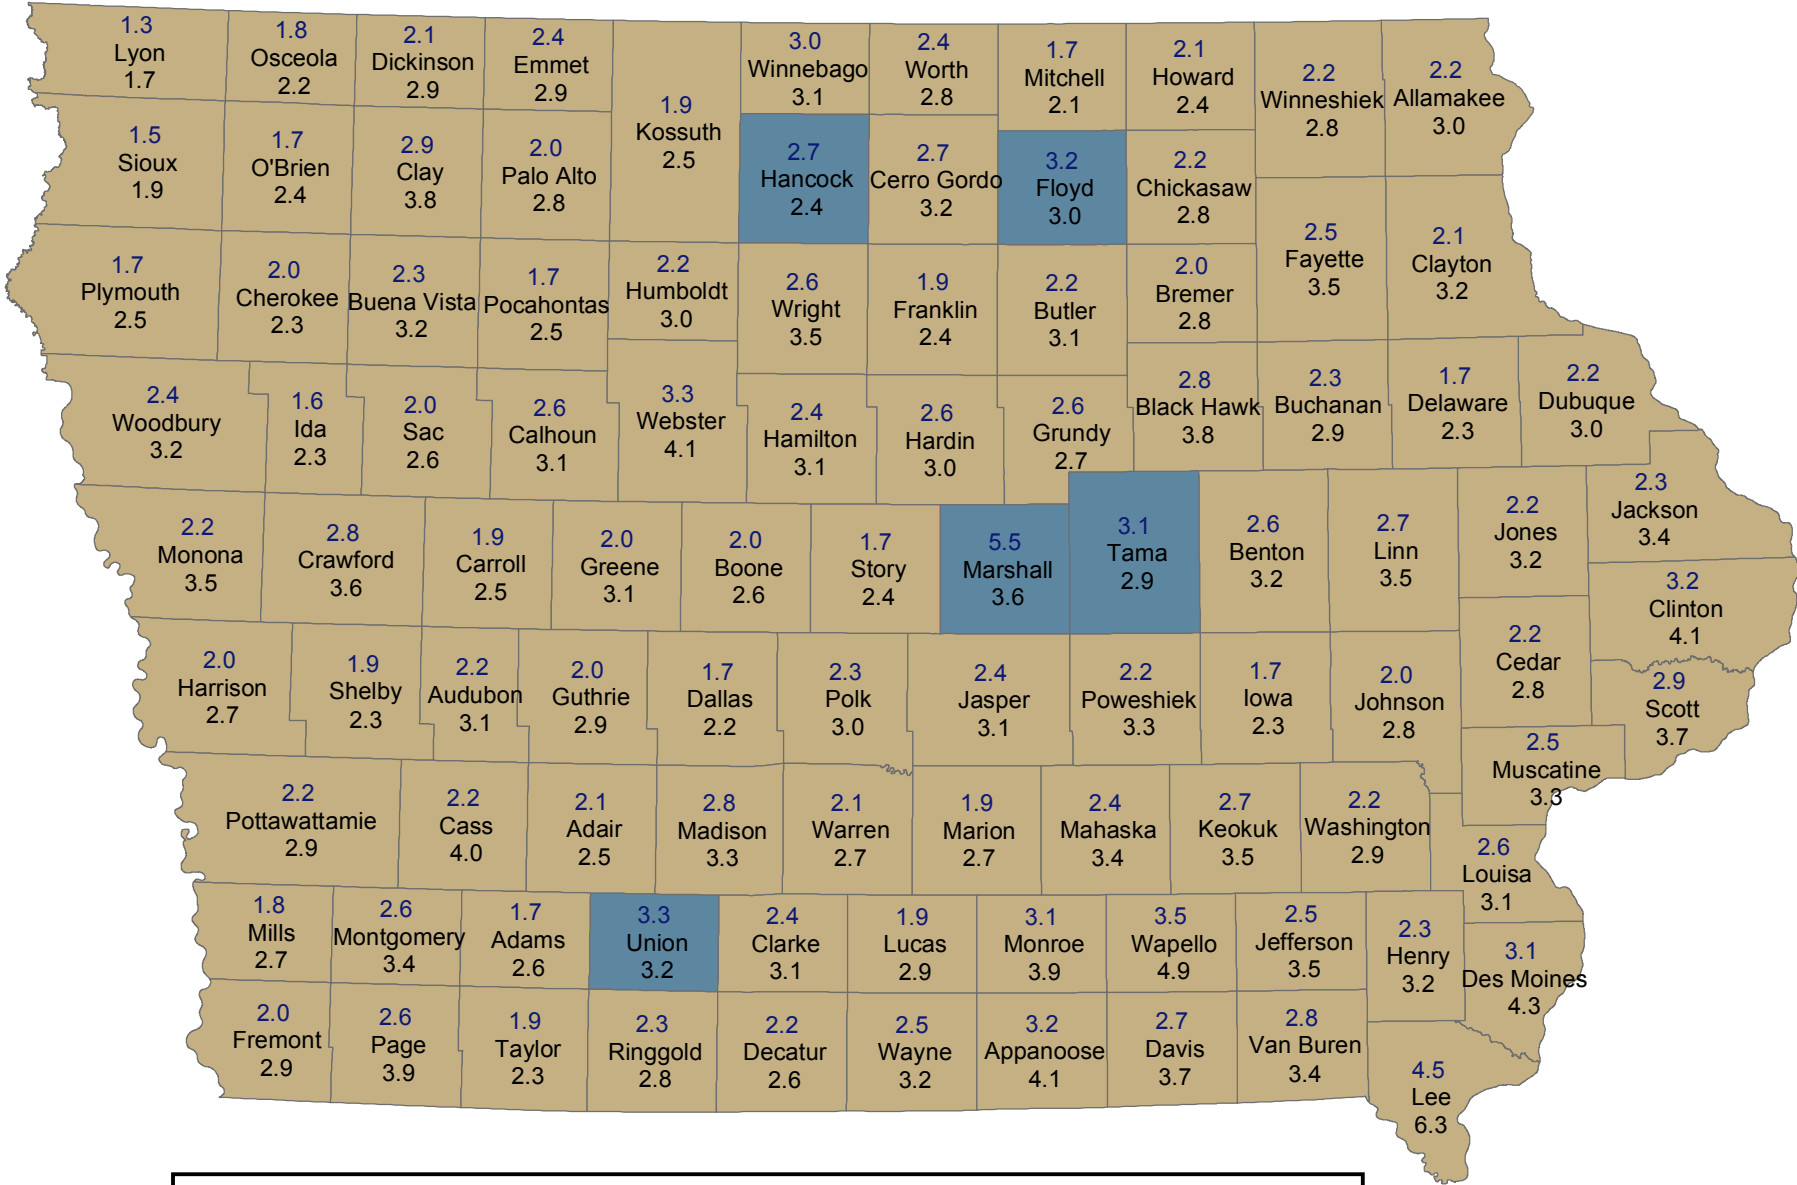 1.3
Lyon
1.7
1.8
Osceola
2.2
2.1
Dickinson
2.9
2.4
Emmet
2.9
1.9
Kossuth
2.5
3.0
Winnebago
3.1
2.4
Worth
2.8
1.7
Mitchell
2.1
2.1
Howard
2.4
2.2
Winneshiek
2.8
2.2
Allamakee
3.0
1.5
Sioux
1.9
1.7
O'Brien
2.4
2.9
Clay
3.8
2.0
Palo Alto
2.8
2.7
Hancock
2.4
2.7
Cerro Gordo
3.2
3.2
Floyd
3.0
2.2
Chickasaw
2.8
1.7
Plymouth
2.5
2.0
Cherokee
2.3
2.3
Buena Vista
3.2
1.7
Pocahontas
2.5
2.2
Humboldt
3.0
2.6
Wright
3.5
1.9
Franklin
2.4
2.2
Butler
3.1
2.0
Bremer
2.8
2.5
Fayette
3.5
2.1
Clayton
3.2
2.4
Woodbury
3.2
1.6
Ida
2.3
2.0
Sac
2.6
2.6
Calhoun
3.1
3.3
Webster
4.1
2.4
Hamilton
3.1
2.6
Hardin
3.0
2.6
Grundy
2.7
2.8
Black Hawk
3.8
2.3
Buchanan
2.9
1.7
Delaware
2.3
2.2
Dubuque
3.0
2.2
Monona
3.5
2.8
Crawford
3.6
1.9
Carroll
2.5
2.0
Greene
3.1
2.0
Boone
2.6
1.7
Story
2.4
5.5
Marshall
3.6
3.1
Tama
2.9
2.6
Benton
3.2
2.7
Linn
3.5
2.2
Jones
3.2
2.3
Jackson
3.4
3.2
Clinton
4.1
2.0
Harrison
2.7
1.9
Shelby
2.3
2.2
Audubon
3.1
2.0
Guthrie
2.9
1.7
Dallas
2.2
2.3
Polk
3.0
2.4
Jasper
3.1
2.2
Poweshiek
3.3
1.7
Iowa
2.3
2.0
Johnson
2.8
2.2
Cedar
2.8
2.9
Scott
3.7
2.5
Muscatine
3.3
2.2
Pottawattamie
2.9
2.2
Cass
4.0
2.1
Adair
2.5
2.8
Madison
3.3
2.1
Warren
2.7
1.9
Marion
2.7
2.4
Mahaska
3.4
2.7
Keokuk
3.5
2.2
Washington
2.9
2.6
Louisa
3.1
1.8
Mills
2.7
2.6
Montgomery
3.4
1.7
Adams
2.6
3.3
Union
3.2
2.4
Clarke
3.1
1.9
Lucas
2.9
3.1
Monroe
3.9
3.5
Wapello
4.9
2.5
Jefferson
3.5
2.3
Henry
3.2
3.1
Des Moines
4.3
2.0
Fremont
2.9
2.6
Page
3.9
1.9
Taylor
2.3
2.3
Ringgold
2.8
2.2
Decatur
2.6
2.5
Wayne
3.2
3.2
Appanoose
4.1
2.7
Davis
3.7
2.8
Van Buren
3.4
4.5
Lee
6.3